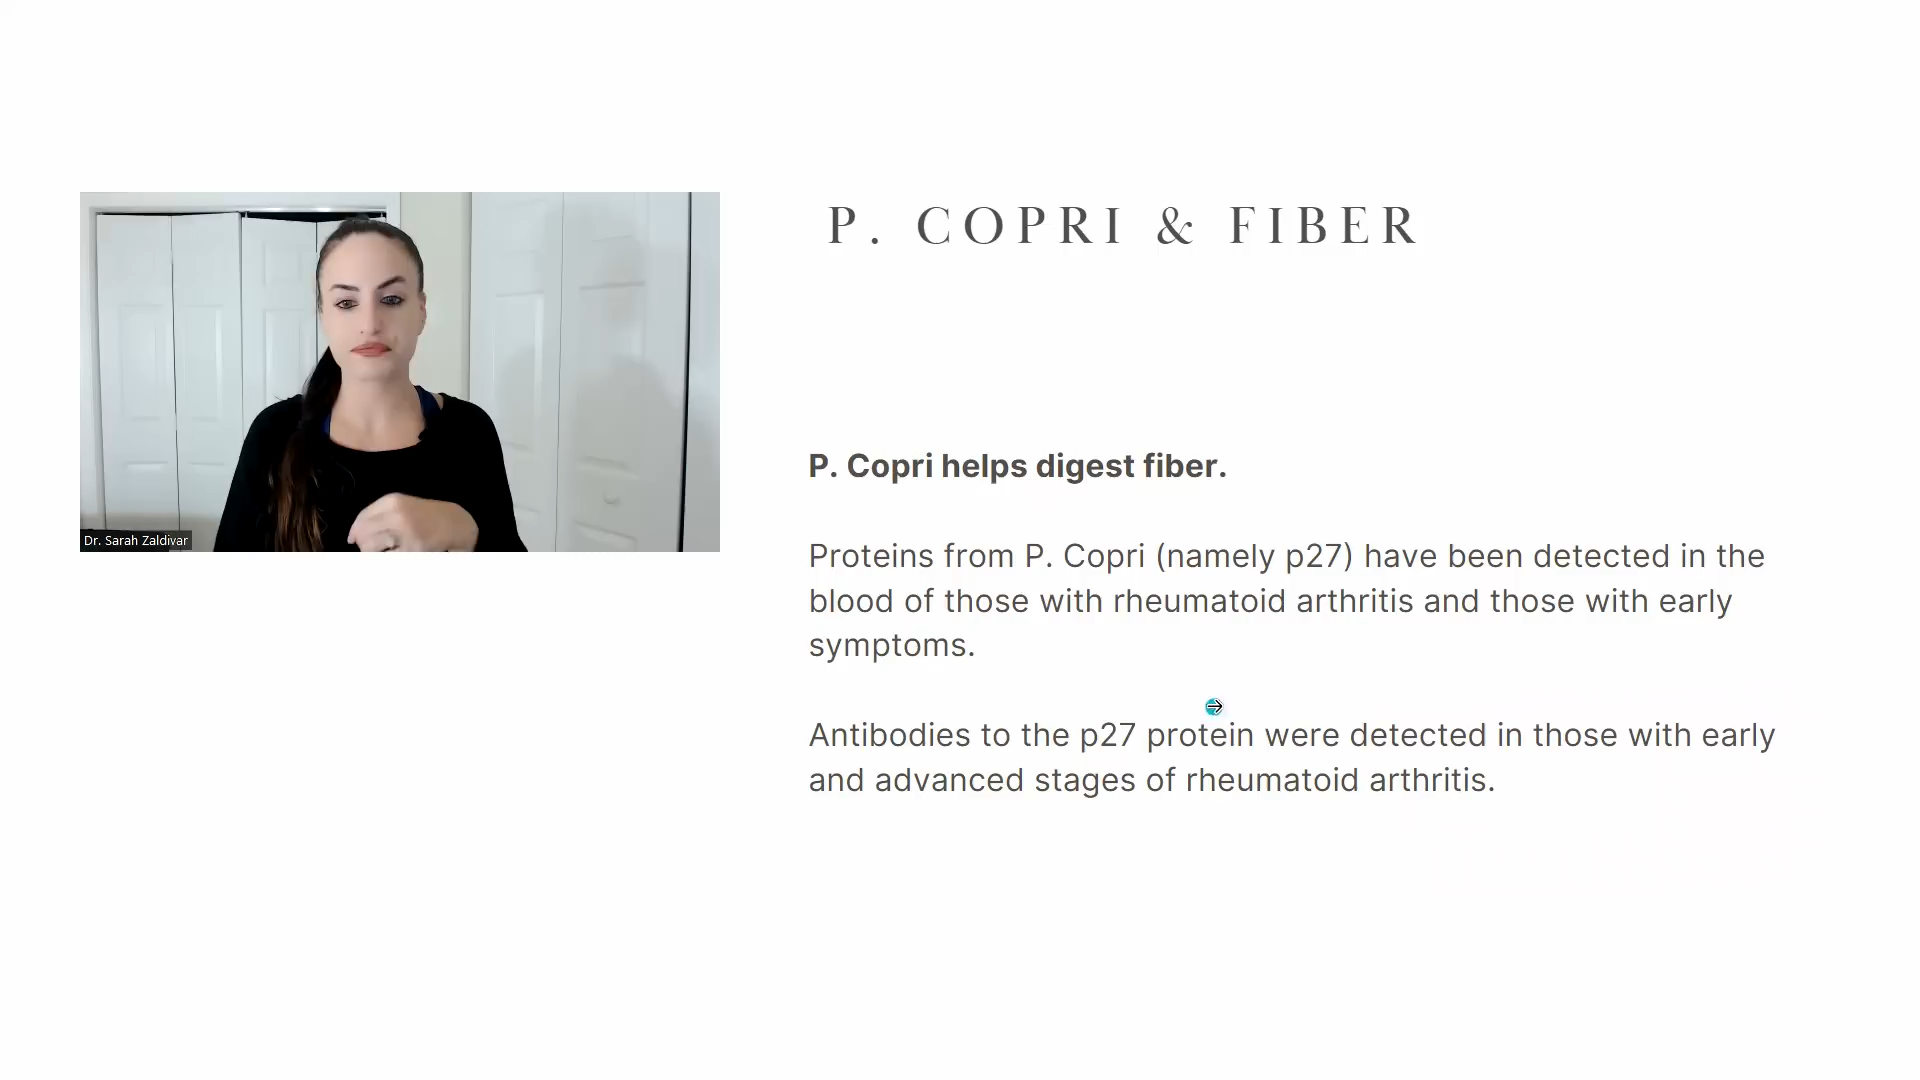 P. COPRI & FIBER
P. Copri helps digest fiber.
Proteins from P. Copri (namely p27) have been detected in the
blood of those with rheumatoid arthritis and those with early
symptoms.
Antibodies to the p27 protein were detected in those with early
and advanced stages of rheumatoid arthritis.
Dr. Sarah Zaldivar